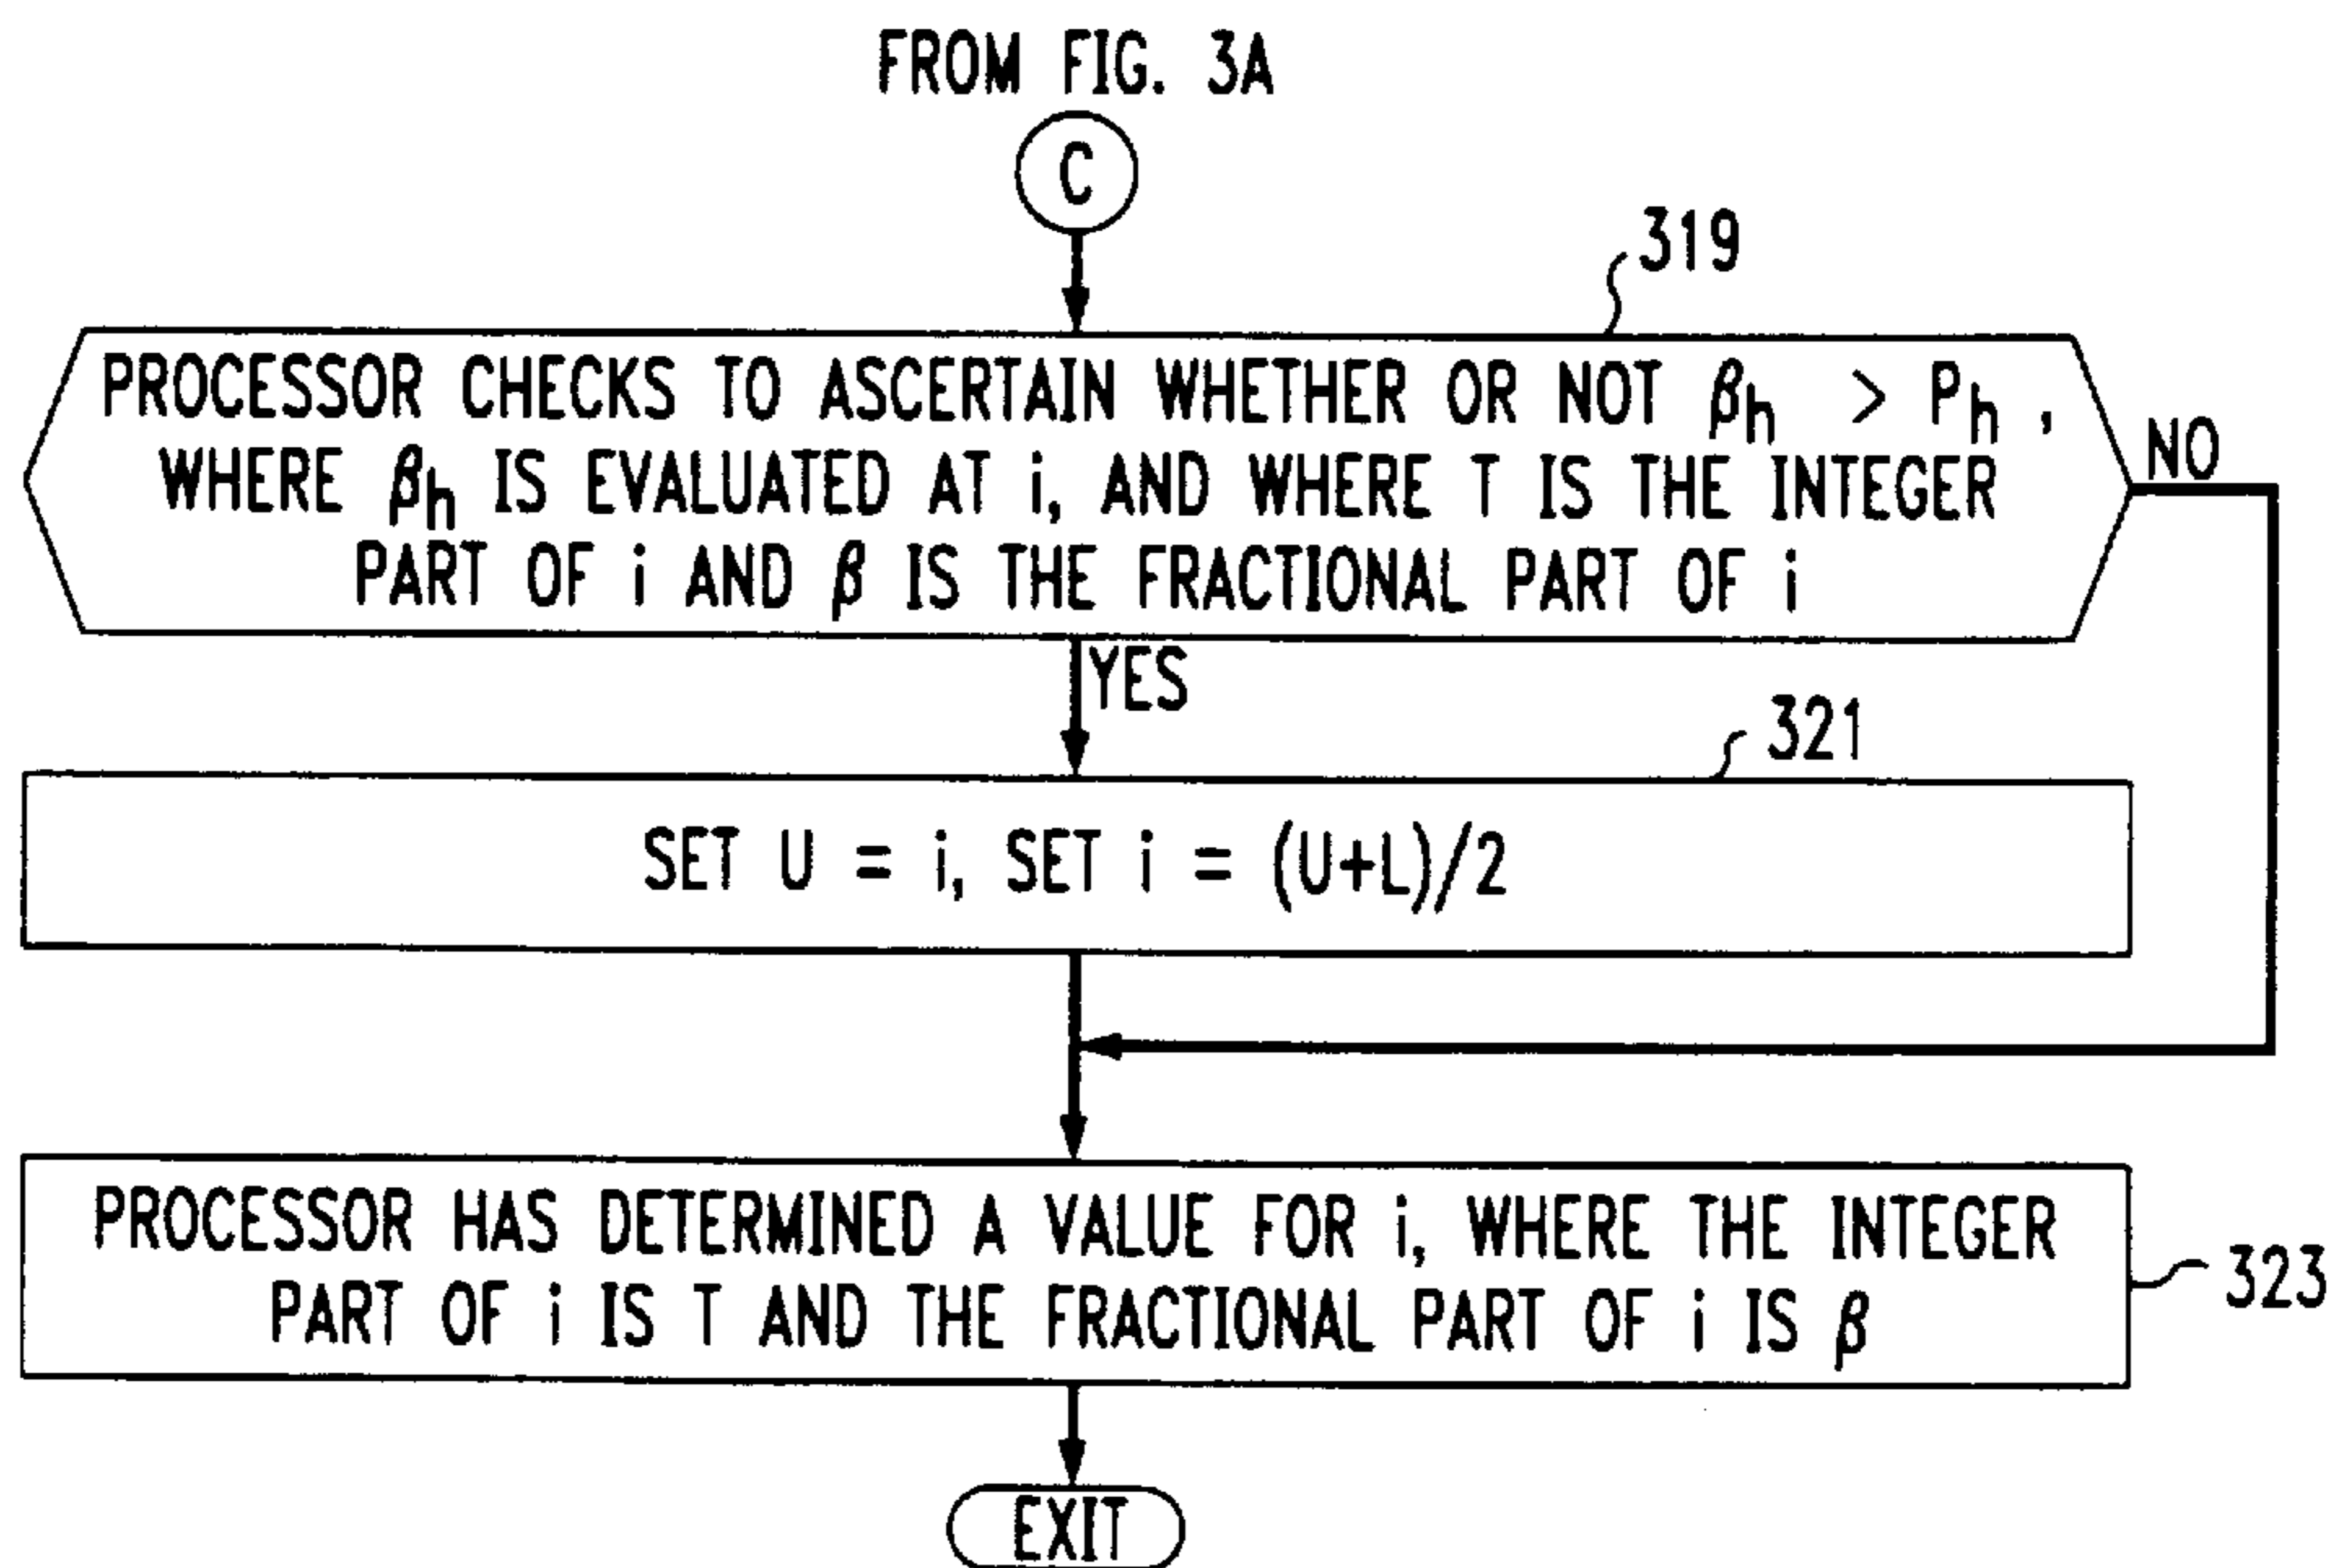 FROM FIG. 3A
C
319
PROCESSOR CHECKS TO ASCERTAIN WHETHER OR NOT βh > Ph ,
WHERE βh IS EVALUATED AT i, AND WHERE T IS THE INTEGER
PART OF i AND β IS THE FRACTIONAL PART OF i
NO
YES
321
SET U = i, SET i = (U+L)/2
PROCESSOR HAS DETERMINED A VALUE FOR i, WHERE THE INTEGER
PART OF i IS T AND THE FRACTIONAL PART OF i IS β
323
EXIT